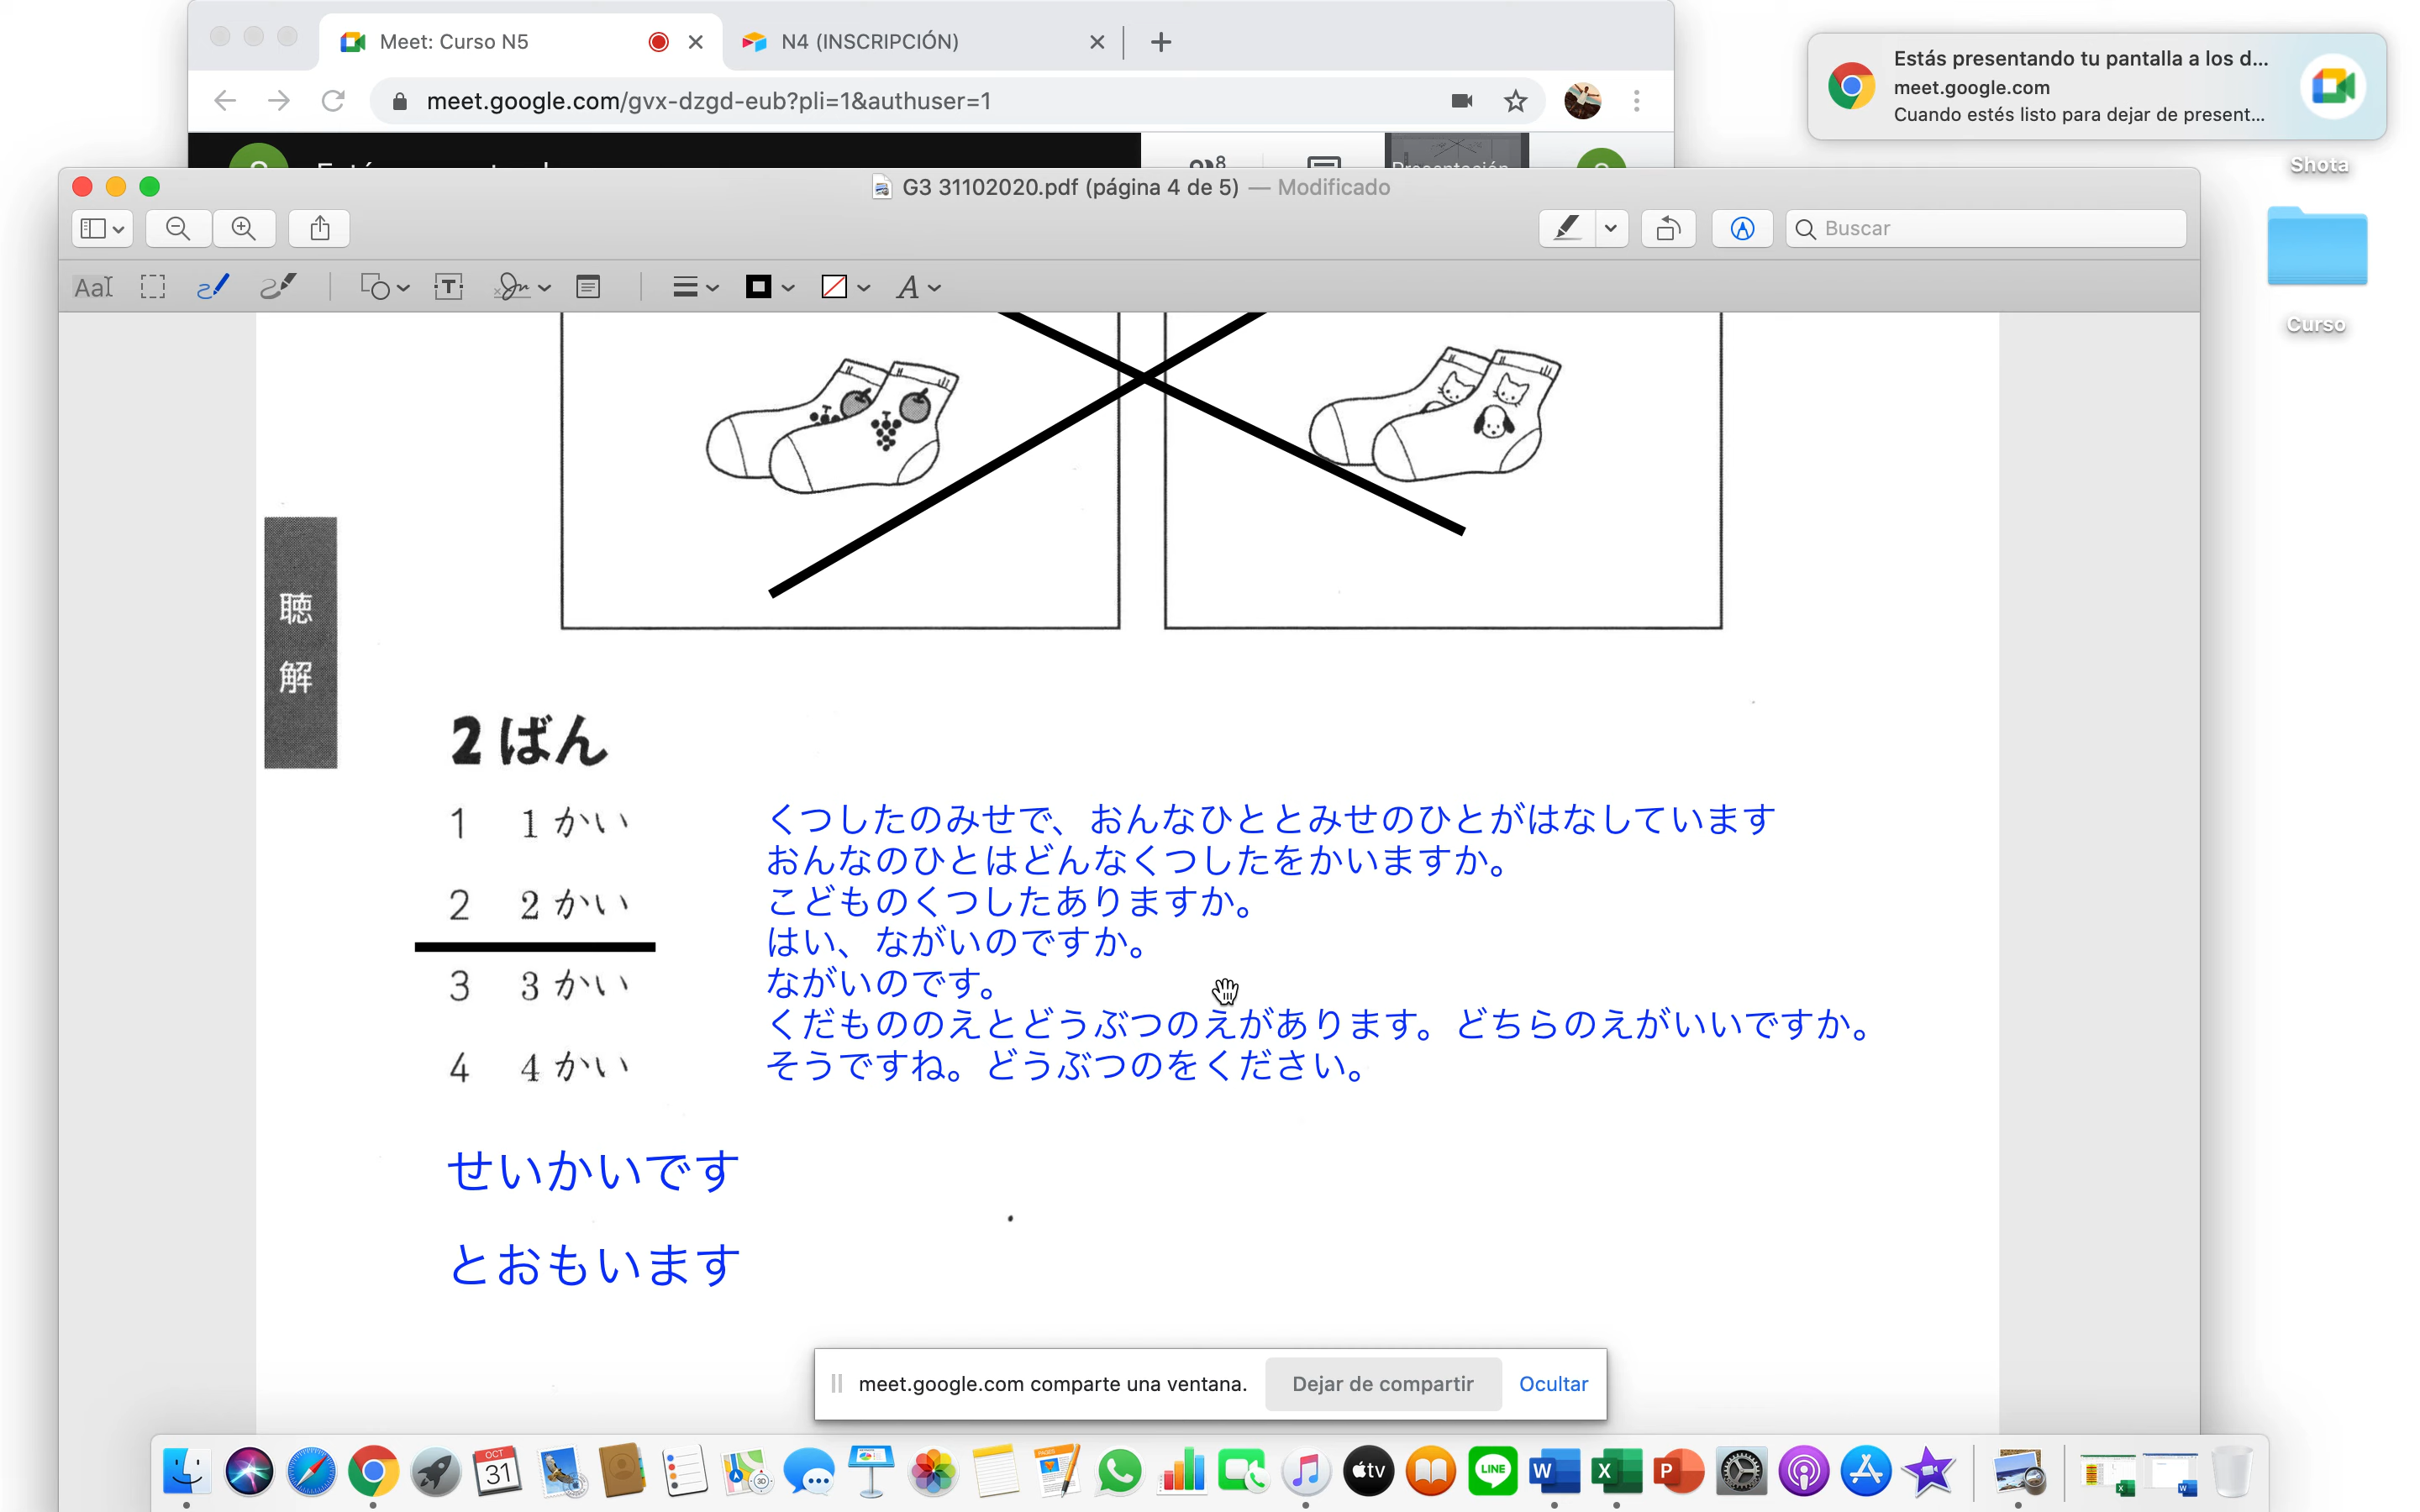 Meet: Curso N5
N4 (INSCRIPCIÓN)
meet.google.com/gvx-dzgd-eub?pli=1&authuser=1
Estás presentando tu pantalla a los d...
meet.google.com
Cuando estés listo para dejar de present...
8
Presentación
Shota
G3 31102020.pdf (página 4 de 5) — Modificado
Buscar
Curso
聴解
2ばん
1 1かい
2 2かい
3 3かい
4 4かい
くつしたのみせで、おんなひととみせのひとがはなしています
おんなのひとはどんなくつしたをかいますか。
こどものくつしたありますか。
はい、ながいのですか。
ながいのです。
くだもののえとどうぶつのえがあります。どちらのえがいいですか。
そうですね。どうぶつのをください。
せいかいです
とおもいます
meet.google.com comparte una ventana.
Dejar de compartir
Ocultar
OCT
31
PAGES
3D
tv
LINE
W
X
P
X
W